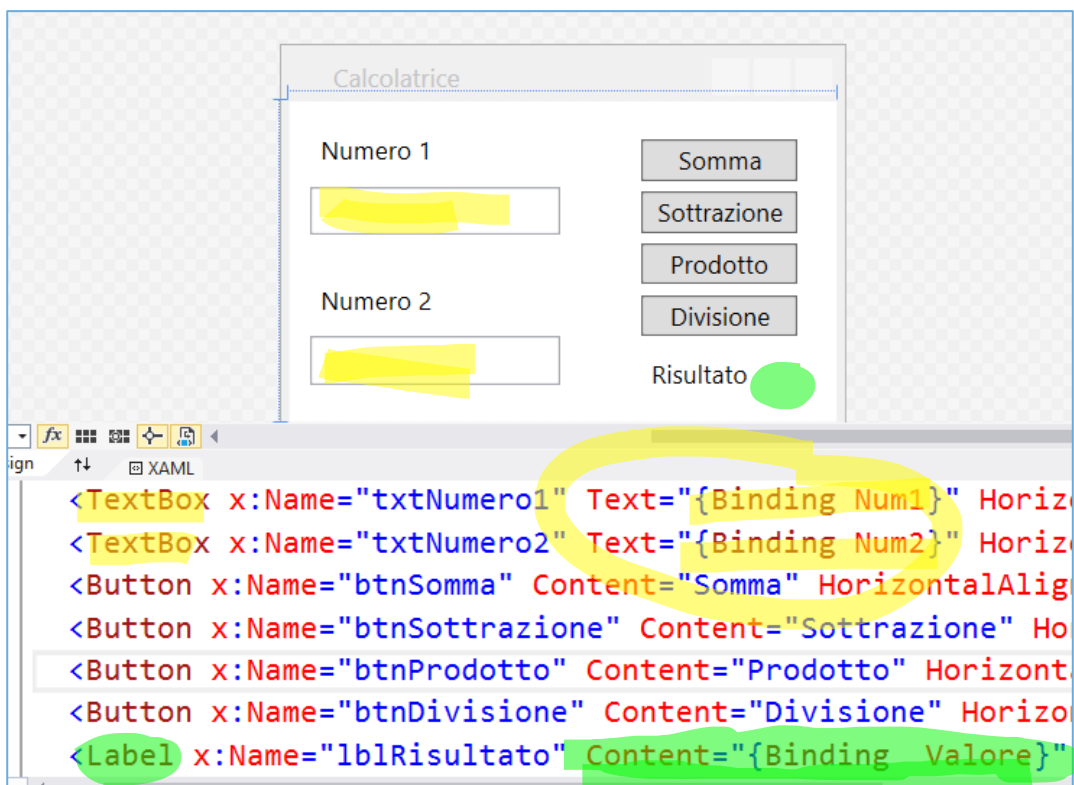 Calcolatrice
Numero 1
Somma
Sottrazione
Prodotto
Numero 2
Divisione
Risultato
fx
ign XAML
<TextBox x:Name="txtNumero1" Text="{Binding Num1}" Horiz
<TextBox x:Name="txtNumero2" Text="{Binding Num2}" Horiz
<Button x:Name="btnSomma" Content="Somma" HorizontalAlig
<Button x:Name="btnSottrazione" Content="Sottrazione" Ho
<Button x:Name="btnProdotto" Content="Prodotto" Horizont
<Button x:Name="btnDivisione" Content="Divisione" Horizo
<Label x:Name="lblRisultato" Content="{Binding  Valore}"